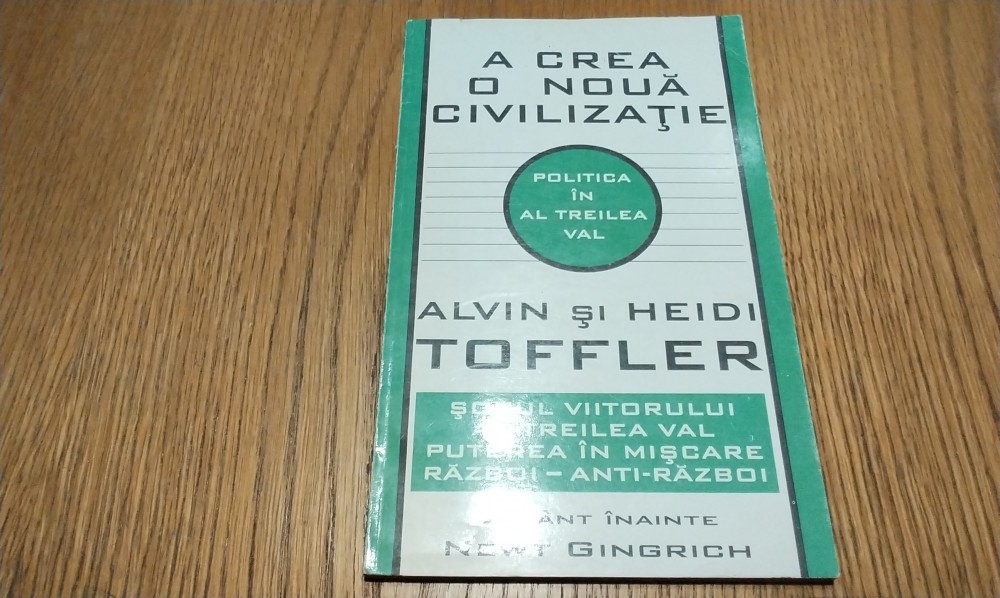 A CREA
O NOUĂ
CIVILIZAŢIE
POLITICA
ÎN
AL TREILEA
VAL
ALVIN ŞI HEIDI
TOFFLER
ŞOCUL VIITORULUI
TREILEA VAL
PUTEREA ÎN MIŞCARE
RĂZBOI – ANTI-RĂZBOI
ÎNAINTE
NEWT GINGRICH